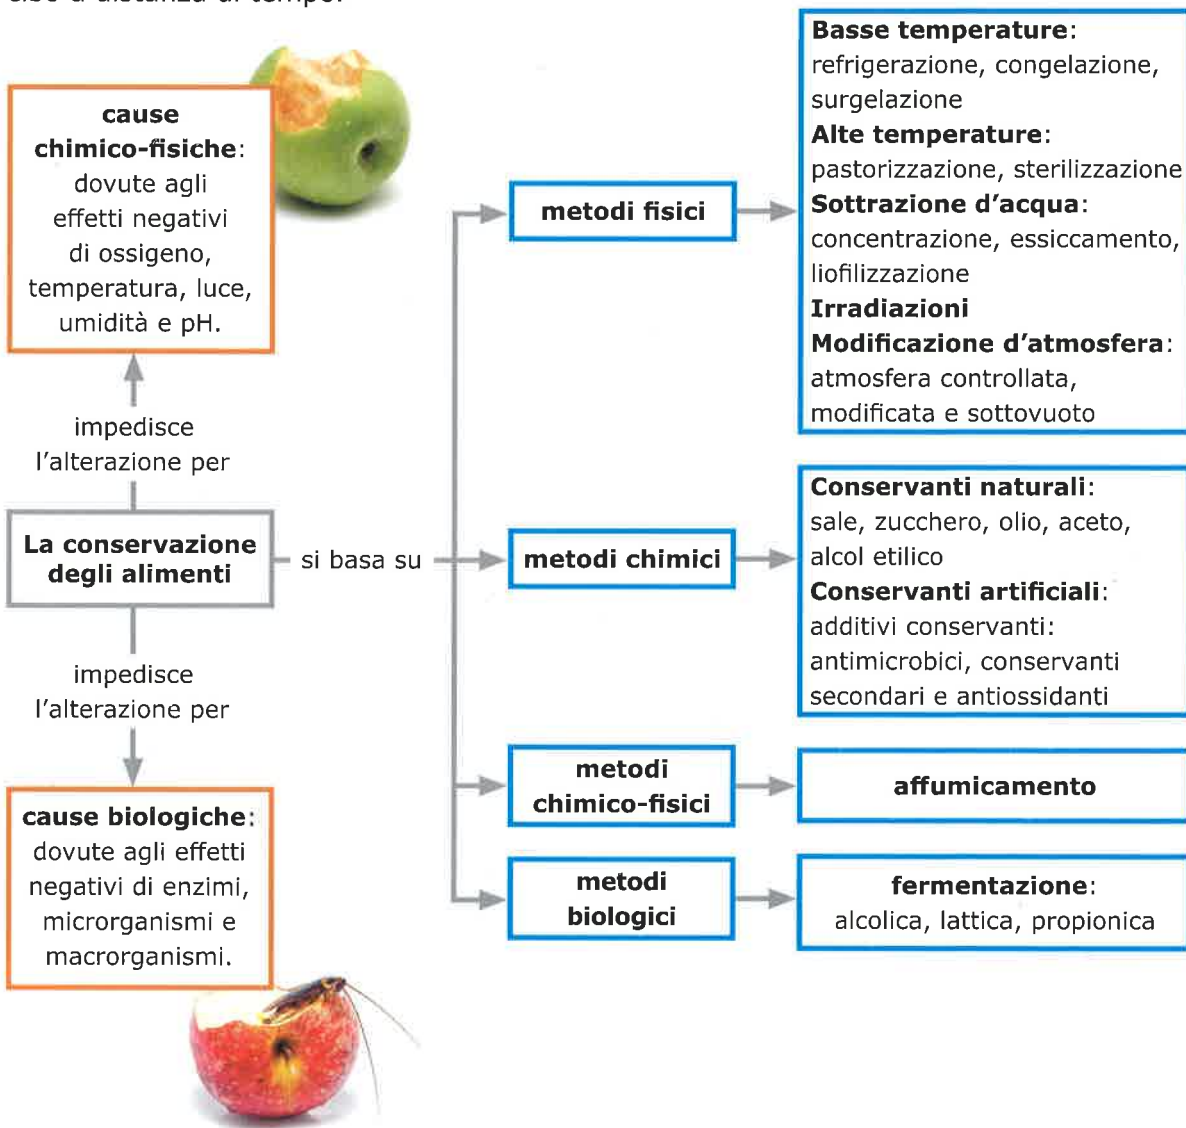 cause
chimico-fisiche:
dovute agli
effetti negativi
di ossigeno,
temperatura, luce,
umidità e pH.
impedisce
l'alterazione per
La conservazione
degli alimenti
impedisce
l'alterazione per
cause biologiche:
dovute agli effetti
negativi di enzimi,
microrganismi e
macrorganismi.
si basa su
metodi fisici
Basse temperature:
refrigerazione, congelazione,
surgelazione
Alte temperature:
pastorizzazione, sterilizzazione
Sottrazione d'acqua:
concentrazione, essiccamento,
liofilizzazione
Irradiazioni
Modificazione d'atmosfera:
atmosfera controllata,
modificata e sottovuoto
metodi chimici
Conservanti naturali:
sale, zucchero, olio, aceto,
alcol etilico
Conservanti artificiali:
additivi conservanti:
antimicrobici, conservanti
secondari e antiossidanti
metodi
chimico-fisici
affumicamento
metodi
biologici
fermentazione:
alcolica, lattica, propionica